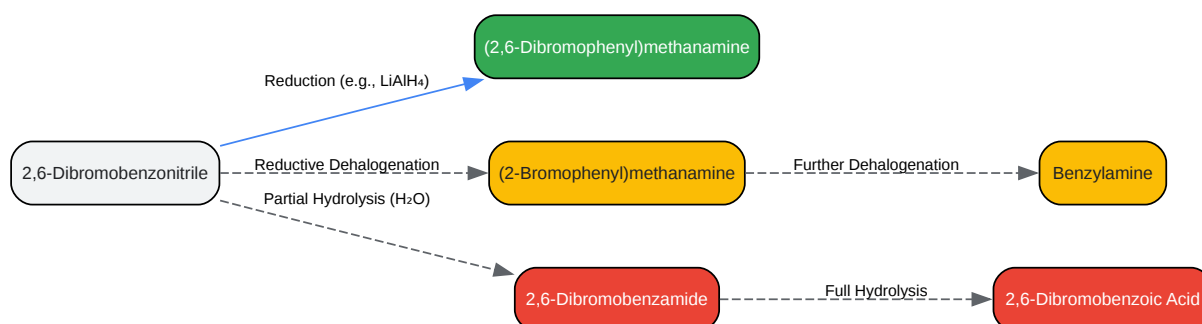 (2,6-Dibromophenyl)methanamine
Reduction (e.g., LiAlH₄)
2,6-Dibromobenzonitrile
Reductive Dehalogenation
(2-Bromophenyl)methanamine
Further Dehalogenation
Benzylamine
Partial Hydrolysis (H₂O)
2,6-Dibromobenzamide
Full Hydrolysis
2,6-Dibromobenzoic Acid